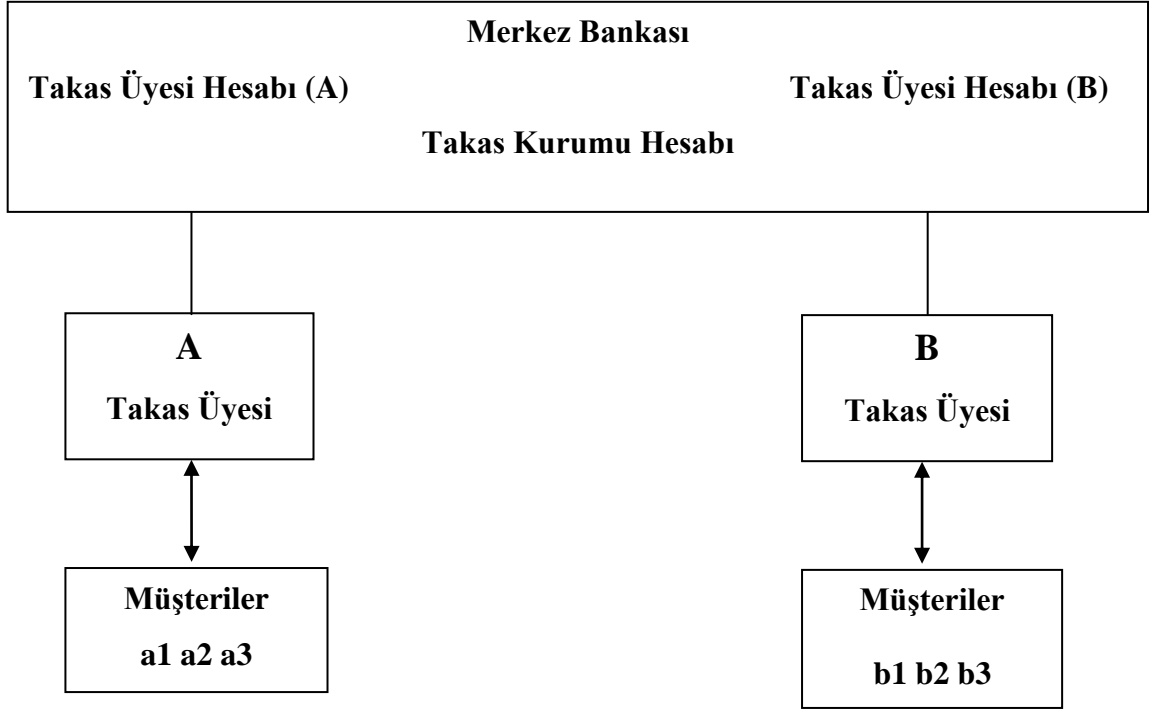 Merkez Bankası
Takas Üyesi Hesabı (A) Takas Üyesi Hesabı (B)
Takas Kurumu Hesabı
A
Takas Üyesi
B
Takas Üyesi
Müşteriler
a1 a2 a3
Müşteriler
b1 b2 b3